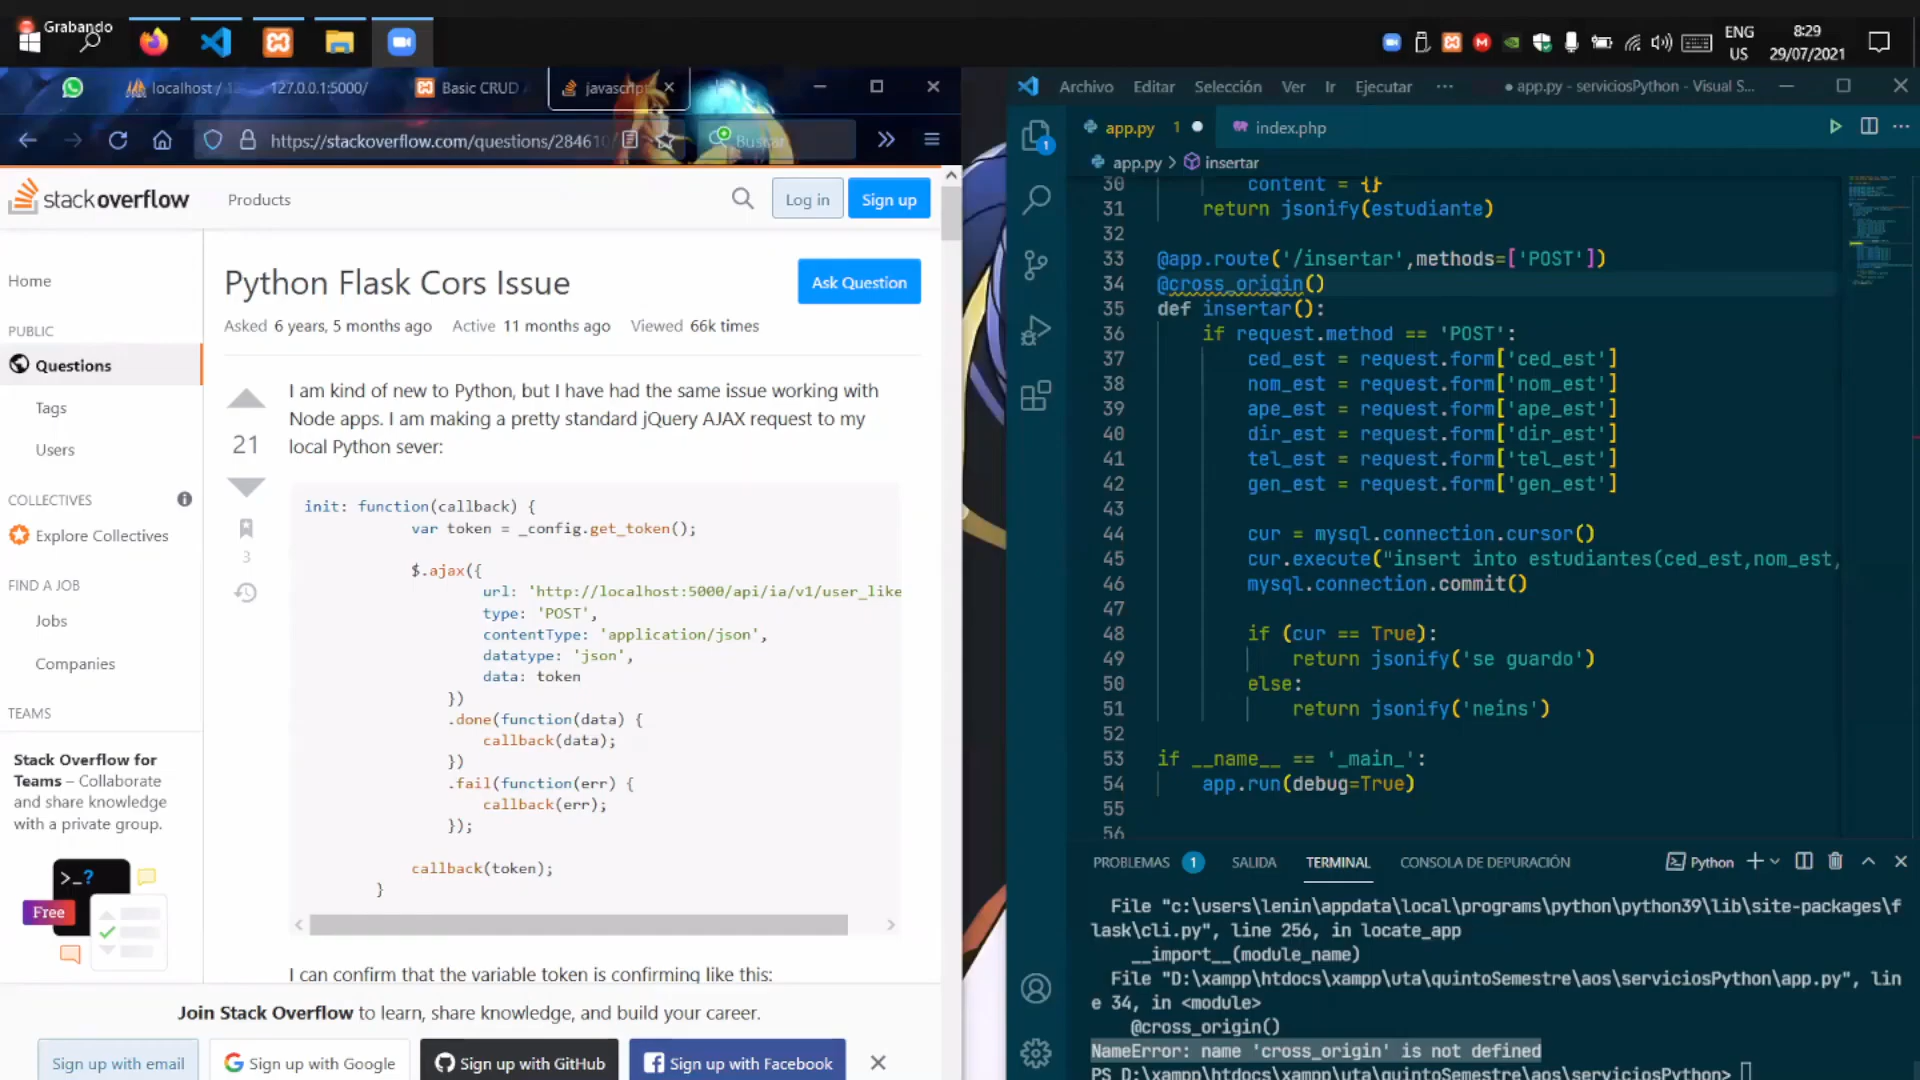 Grabando
ENG
US
8:29
29/07/2021
localhost /
127.0.0.1:5000/
Basic CRUD
javascript
https://stackoverflow.com/questions/284610
Buscar
stackoverflow
Products
Log in
Sign up
Home
PUBLIC
Questions
Tags
Users
COLLECTIVES
Explore Collectives
FIND A JOB
Jobs
Companies
TEAMS
Stack Overflow for
Teams – Collaborate
and share knowledge
with a private group.
>_?
Free
Python Flask Cors Issue
Ask Question
Asked 6 years, 5 months ago Active 11 months ago Viewed 66k times
21
3
I am kind of new to Python, but I have had the same issue working with
Node apps. I am making a pretty standard jQuery AJAX request to my
local Python sever:
init: function(callback) {
var token = _config.get_token();
$.ajax({
url: 'http://localhost:5000/api/ia/v1/user_like
type: 'POST',
contentType: 'application/json',
datatype: 'json',
data: token
})
.done(function(data) {
callback(data);
})
.fail(function(err) {
callback(err);
});
callback(token);
}
I can confirm that the variable token is confirming like this:
Join Stack Overflow to learn, share knowledge, and build your career.
Sign up with email
Sign up with Google
Sign up with GitHub
Sign up with Facebook
Archivo Editar Selección Ver Ir Ejecutar ··· ● app.py - serviciosPython - Visual S...
1
app.py 1 ●
index.php
app.py > insertar
30 content = {}
31 return jsonify(estudiante)
32
33 @app.route('/insertar',methods=['POST'])
34 @cross_origin()
35 def insertar():
36 if request.method == 'POST':
37 ced_est = request.form['ced_est']
38 nom_est = request.form['nom_est']
39 ape_est = request.form['ape_est']
40 dir_est = request.form['dir_est']
41 tel_est = request.form['tel_est']
42 gen_est = request.form['gen_est']
43
44 cur = mysql.connection.cursor()
45 cur.execute("insert into estudiantes(ced_est,nom_est,
46 mysql.connection.commit()
47
48 if (cur == True):
49 return jsonify('se guardo')
50 else:
51 return jsonify('neins')
52
53 if __name__ == '_main_':
54 app.run(debug=True)
55
56
PROBLEMAS 1 SALIDA TERMINAL CONSOLA DE DEPURACIÓN
Python
File "c:\users\lenin\appdata\local\programs\python\python39\lib\site-packages\f
lask\cli.py", line 256, in locate_app
__import__(module_name)
File "D:\xampp\htdocs\xampp\uta\quintoSemestre\aos\serviciosPython\app.py", lin
e 34, in <module>
@cross_origin()
NameError: name 'cross_origin' is not defined
PS D:\xampp\htdocs\xampp\uta\quintoSemestre\aos\serviciosPython>